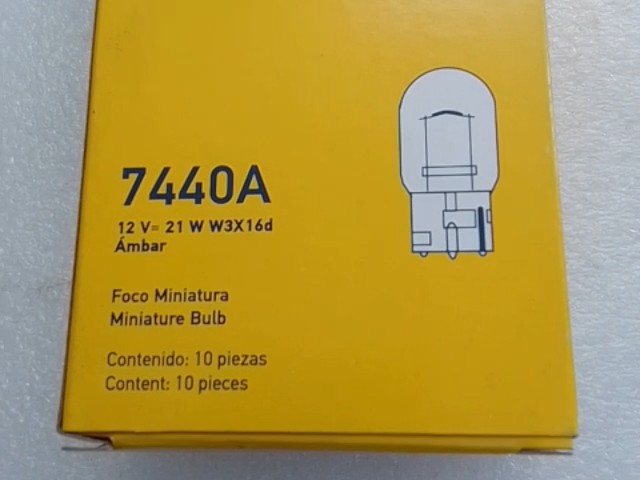 7440A
12 V= 21 W W3X16d
Ámbar
Foco Miniatura
Miniature Bulb
Contenido: 10 piezas
Content: 10 pieces